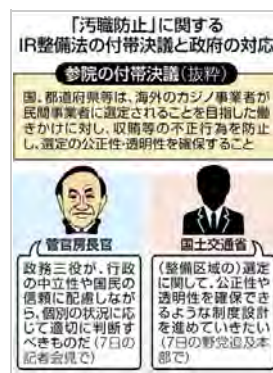 「汚職防止」に関する
IR整備法の付帯決議と政府の対応
参院の付帯決議(抜粋)
国、都道府県等は、海外のカジノ事業者が
民間事業者に選定されることを目指した働
きかけに対し、収賄等の不正行為を防止
し、選定の公正性・透明性を確保すること
菅官房長官
政務三役が、行政
の中立性や国民の
信頼に配慮しなが
ら、個別の状況に応
じて適切に判断す
べきものだ(7日の
記者会見で)
国土交通省
(整備区域の)選定
に関して、公正性や
透明性を確保でき
るような制度設計
を進めていきたい
(7日の野党追及本
部で)